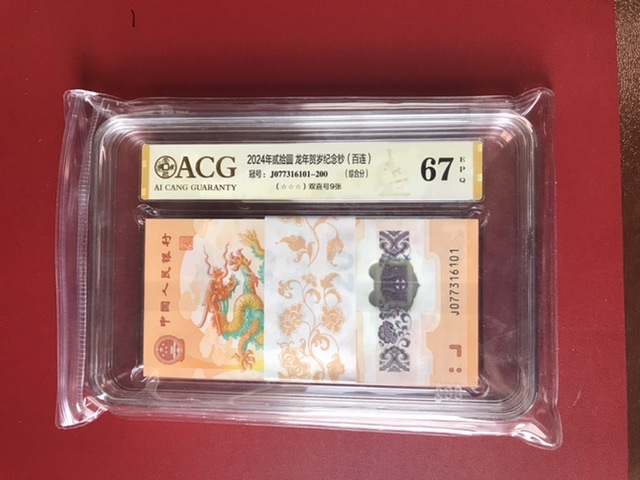 ACG
AI CANG GUARANTY
2024年贰拾圆 龙年贺岁纪念钞(百连)
冠号: J077316101-200 (综合分)
(☆☆☆) 双喜号9张
67
EPQ
中国人民银行
J077316101